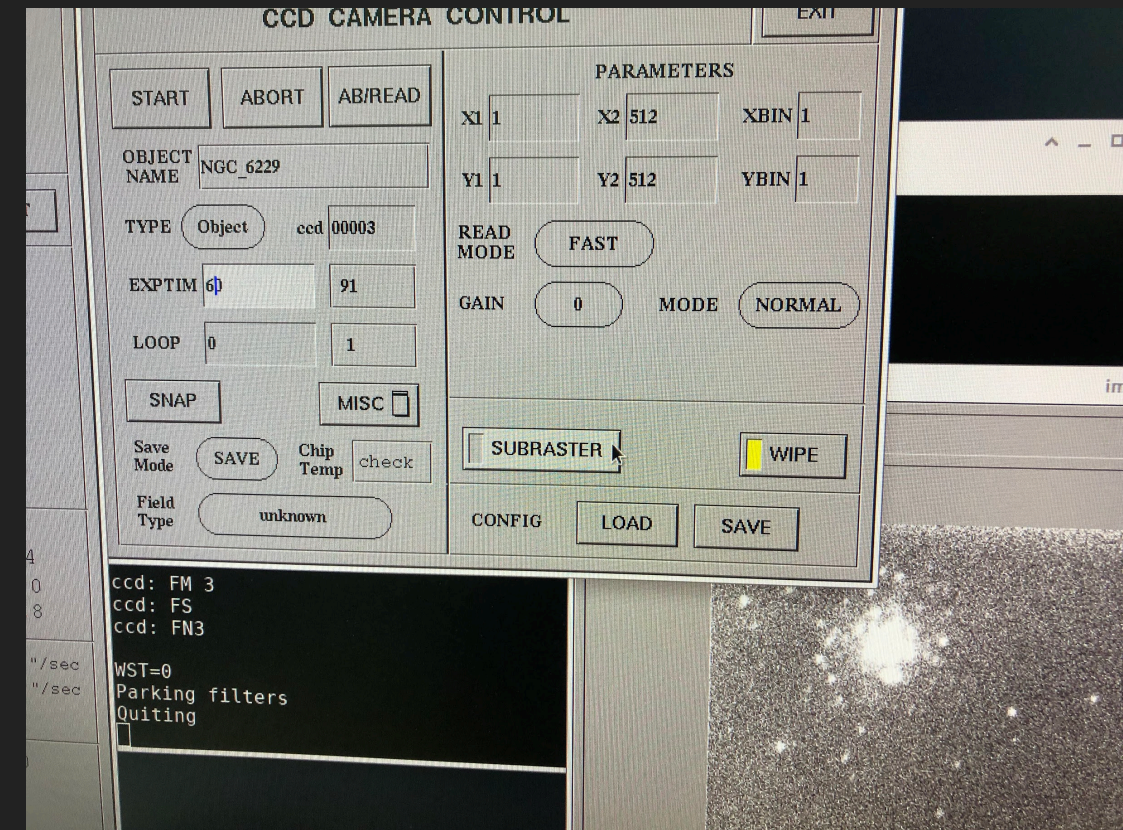 CCD CAMERA CONTROL
EXIT
START ABORT AB/READ
OBJECT NAME NGC_6229
TYPE Object ccd 00003
EXPTIM 60 91
LOOP 0 1
SNAP MISC
Save Mode SAVE Chip Temp check
Field Type unknown
PARAMETERS
X1 1 X2 512 XBIN 1
Y1 1 Y2 512 YBIN 1
READ MODE FAST
GAIN 0 MODE NORMAL
SUBRASTER WIPE
CONFIG LOAD SAVE
4
0
8
"/sec
"/sec
ccd: FM 3
ccd: FS
ccd: FN3
WST=0
Parking filters
Quiting